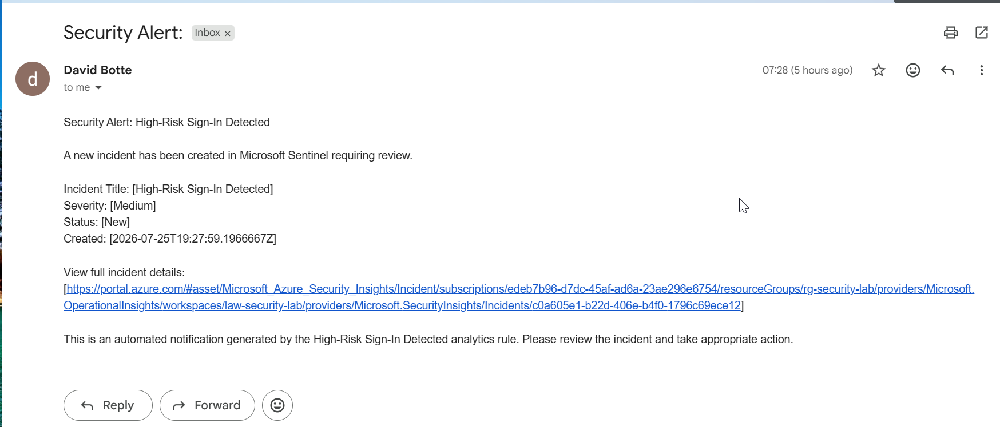 Security Alert: Inbox ×
David Botte
07:28 (5 hours ago)
to me
d
Security Alert: High-Risk Sign-In Detected
A new incident has been created in Microsoft Sentinel requiring review.
Incident Title: [High-Risk Sign-In Detected]
Severity: [Medium]
Status: [New]
Created: [2026-07-25T19:27:59.1966667Z]
View full incident details:
[https://portal.azure.com/#asset/Microsoft_Azure_Security_Insights/Incident/subscriptions/edeb7b96-d7dc-45af-ad6a-23ae296e6754/resourceGroups/rg-security-lab/providers/Microsoft.
OperationalInsights/workspaces/law-security-lab/providers/Microsoft.SecurityInsights/Incidents/c0a605e1-b22d-406e-b4f0-1796c69ece12]
This is an automated notification generated by the High-Risk Sign-In Detected analytics rule. Please review the incident and take appropriate action.
Reply
Forward